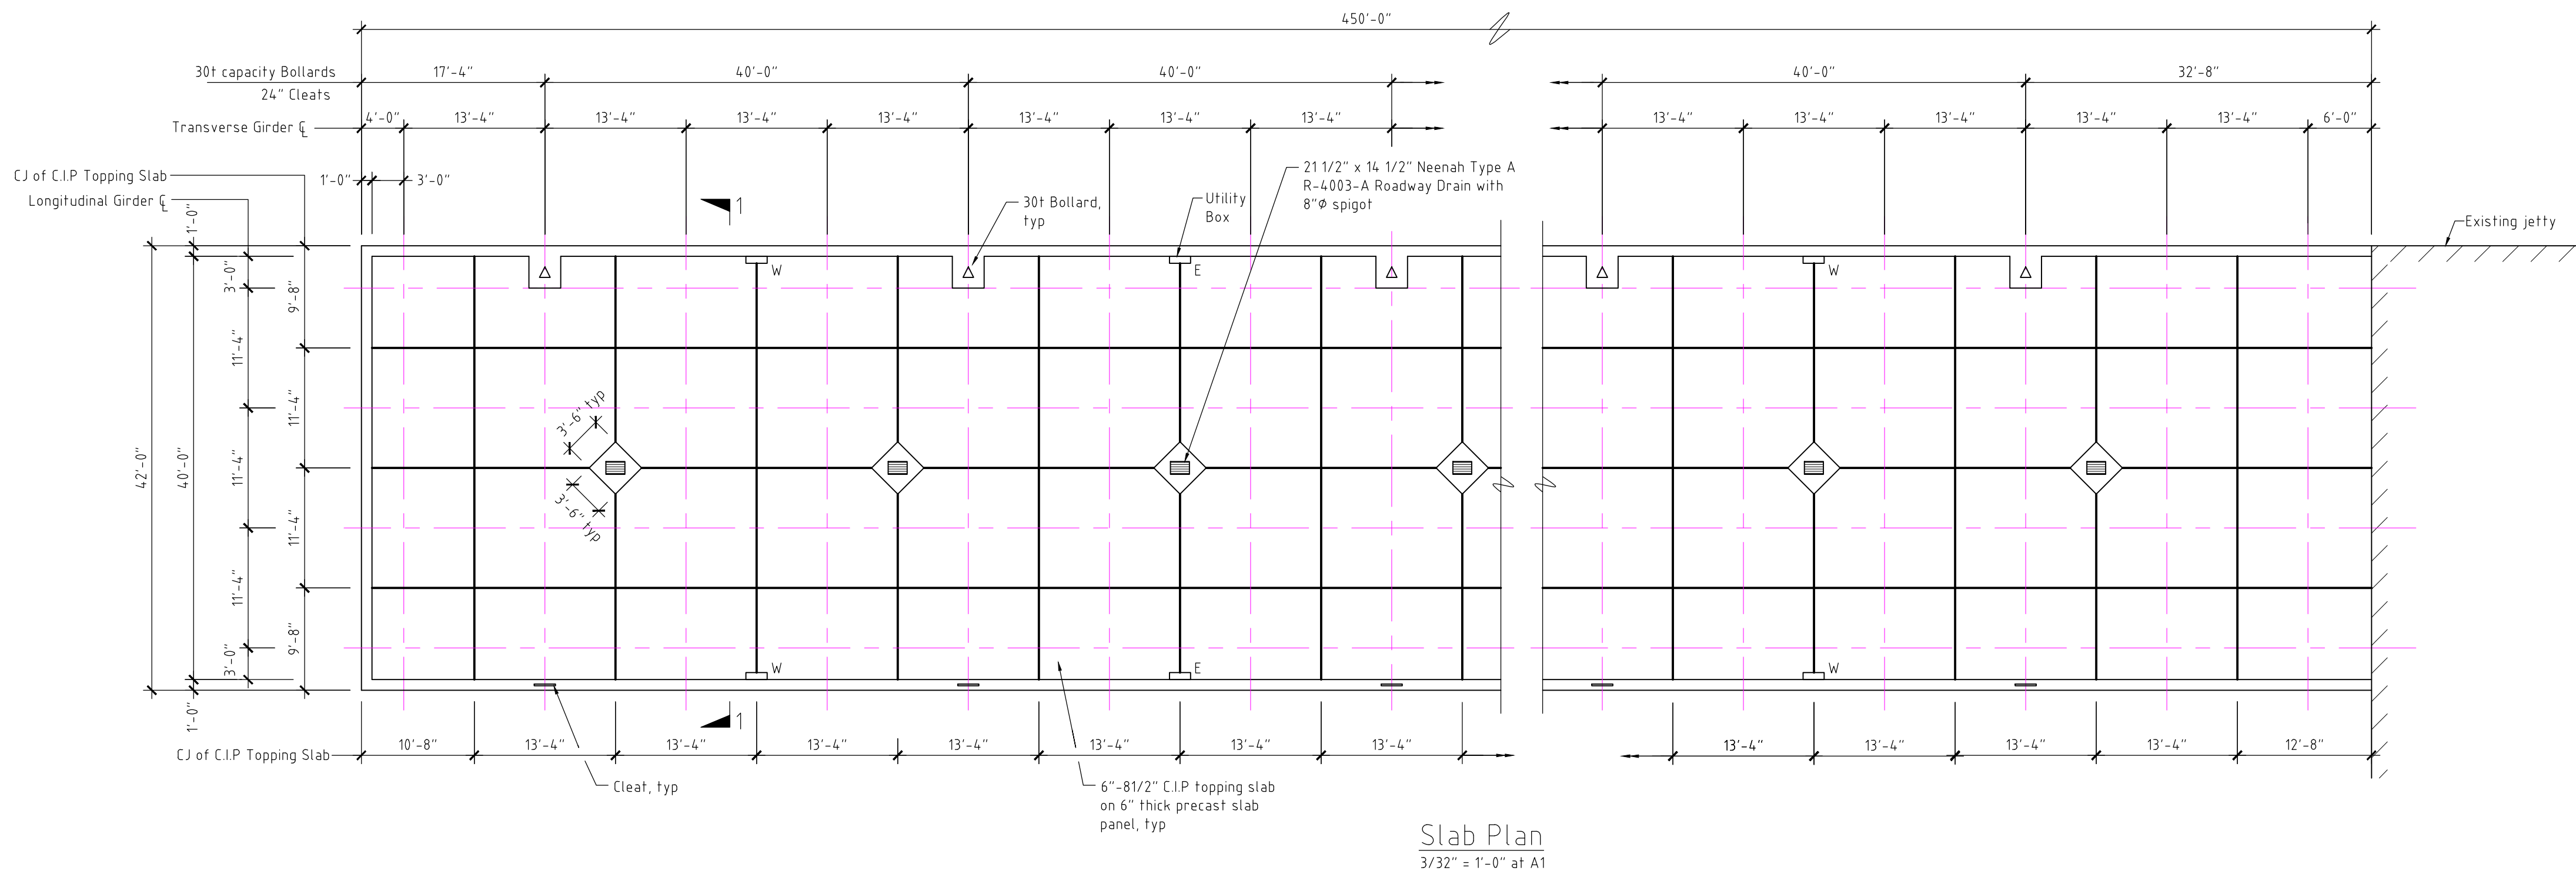 450'-0"
30t capacity Bollards
24" Cleats
17'-4"
40'-0"
40'-0"
40'-0"
32'-8"
Transverse Girder ℄
4'-0"
13'-4"
13'-4"
13'-4"
13'-4"
13'-4"
13'-4"
13'-4"
13'-4"
13'-4"
13'-4"
13'-4"
13'-4"
6'-0"
CJ of C.I.P Topping Slab
Longitudinal Girder ℄
1'-0"
3'-0"
1
30t Bollard,
typ
Utility
Box
21 1/2" x 14 1/2" Neenah Type A
R-4003-A Roadway Drain with
8"Ø spigot
Existing jetty
W
E
W
42'-0"
1'-0"
40'-0"
1'-0"
3'-0"
11'-4"
11'-4"
11'-4"
3'-0"
9'-8"
11'-4"
11'-4"
9'-8"
3'-6" typ
3'-6" typ
W
E
W
1
CJ of C.I.P Topping Slab
10'-8"
13'-4"
13'-4"
13'-4"
13'-4"
13'-4"
13'-4"
13'-4"
13'-4"
13'-4"
13'-4"
13'-4"
12'-8"
Cleat, typ
6"-81/2" C.I.P topping slab
on 6" thick precast slab
panel, typ
Slab Plan
3/32" = 1'-0" at A1